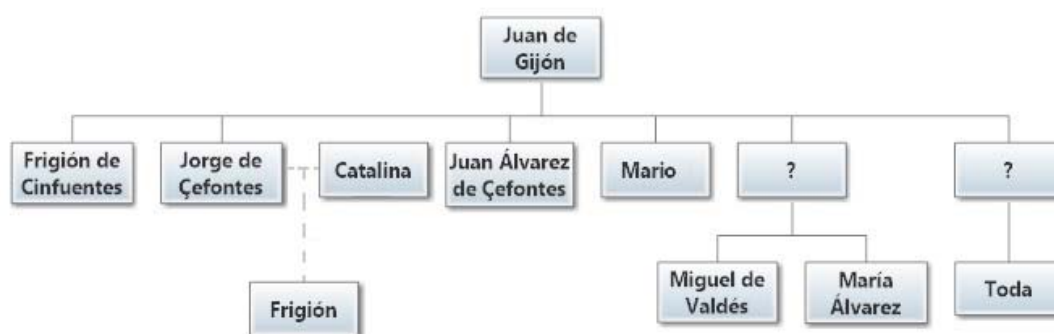 Juan de
Gijón
Frigión de
Cinfuentes
Jorge de
Çefontes
Catalina
Juan Álvarez
de Çefontes
Mario
?
?
Frigión
Miguel de
Valdés
María
Álvarez
Toda